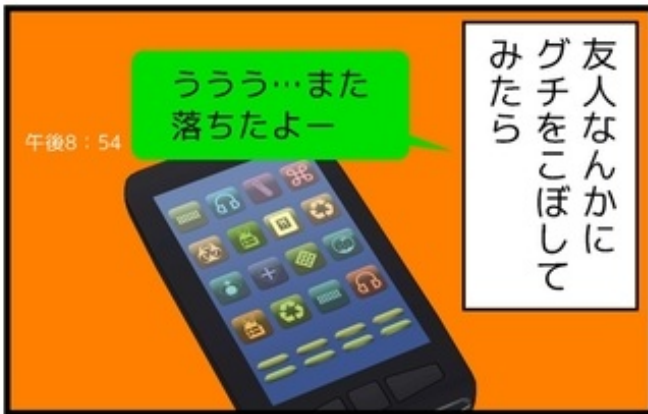 友人なんかに
グチをこぼして
みたら
ううう…また
落ちたよー
午後8：54